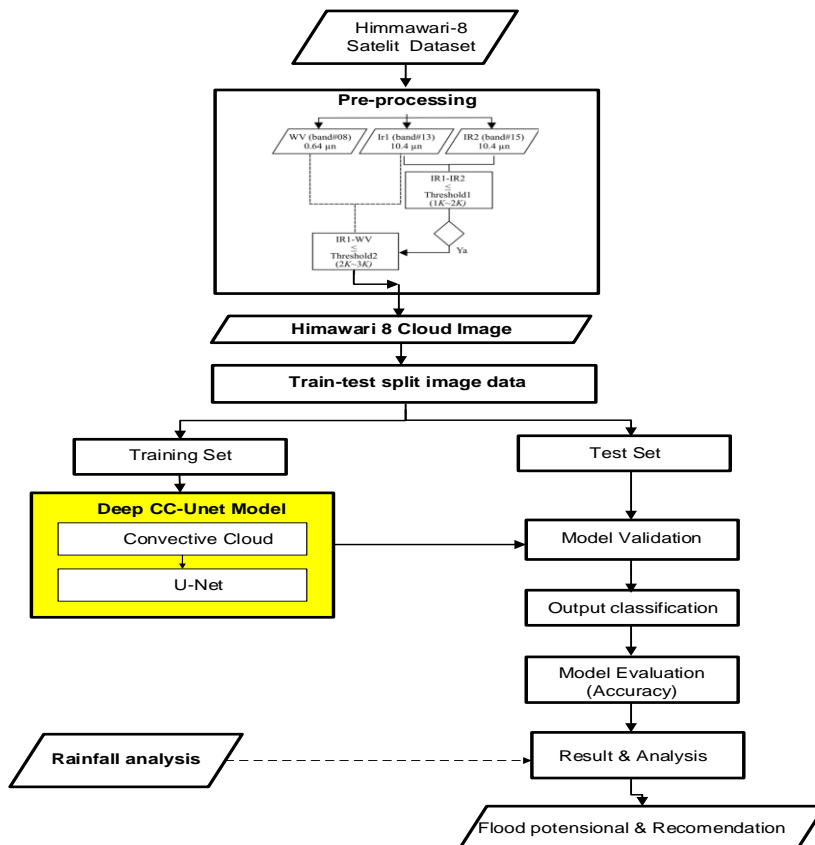 Himmawari-8
Satelit Dataset
Pre-processing
WV (band#08)
0.64 µn
Ir1 (band#13)
10.4 µn
IR2 (band#15)
10.4 µn
IR1-IR2
≤
Threshold1
(1K~2K)
Ya
IR1-WV
≤
Threshold2
(2K~3K)
Himawari 8 Cloud Image
Train-test split image data
Training Set
Test Set
Deep CC-Unet Model
Convective Cloud
U-Net
Model Validation
Output classification
Model Evaluation
(Accuracy)
Rainfall analysis
Result & Analysis
Flood potensional & Recomendation